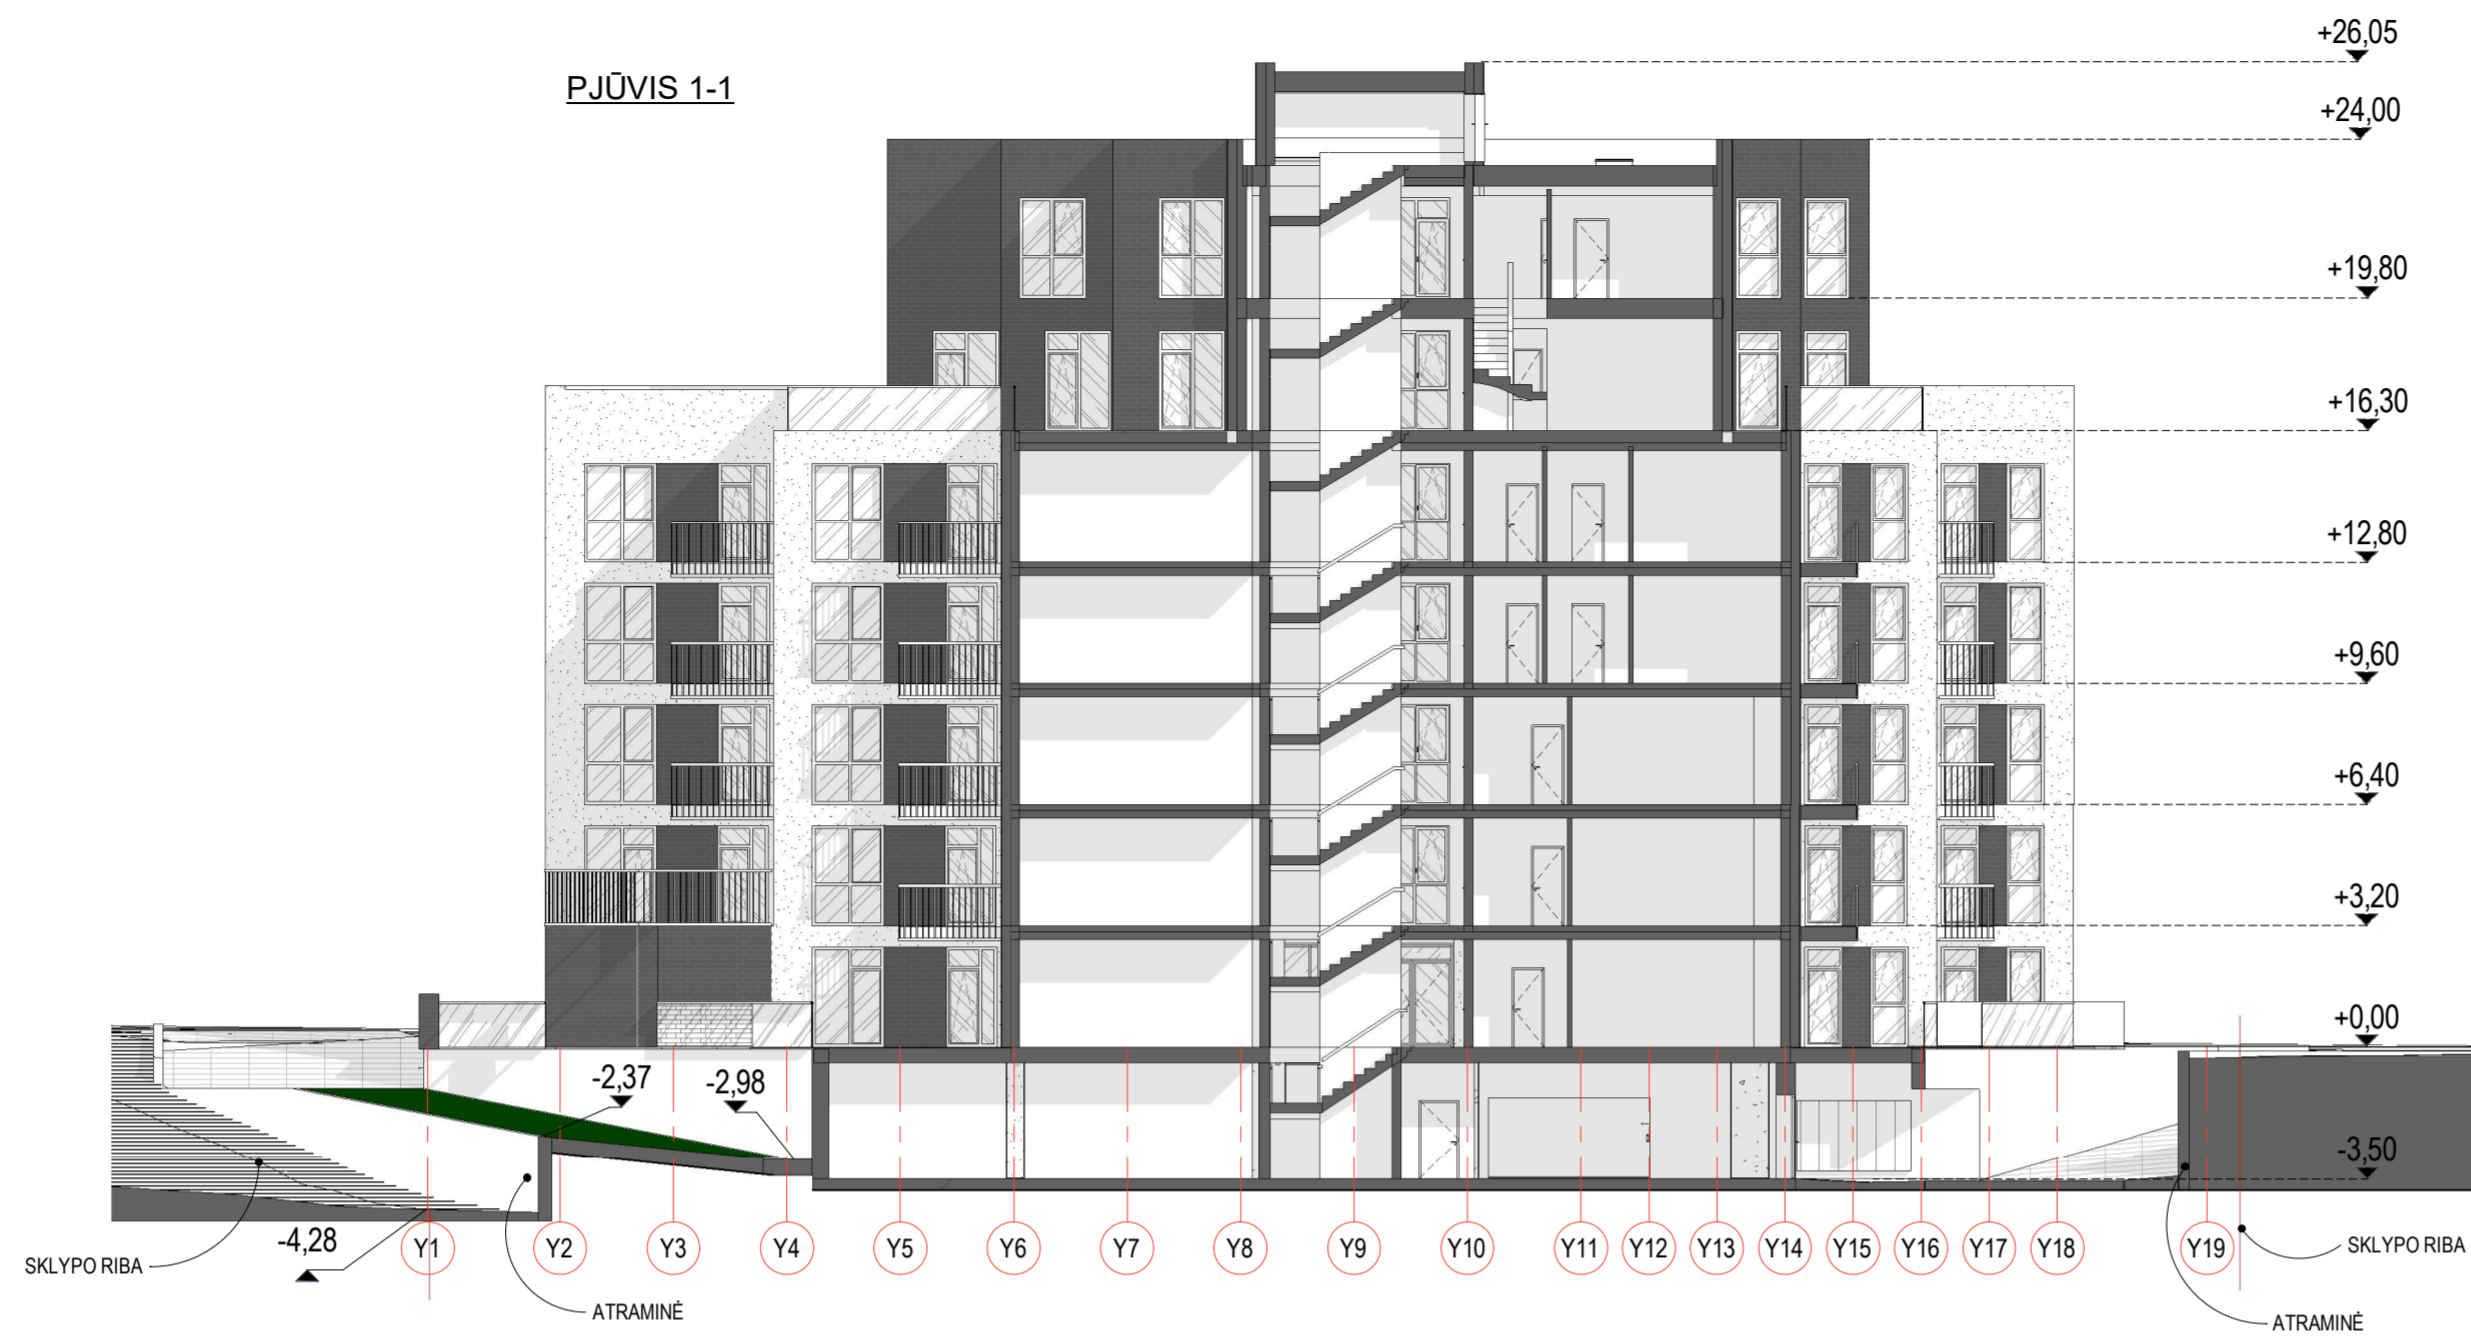 PJŪVIS 1-1
+26,05
+24,00
+19,80
+16,30
+12,80
+9,60
+6,40
+3,20
+0,00
-2,37
-2,98
-3,50
-4,28
Y1 Y2 Y3 Y4 Y5 Y6 Y7 Y8 Y9 Y10 Y11 Y12 Y13 Y14 Y15 Y16 Y17 Y18 Y19
SKLYPO RIBA
SKLYPO RIBA
ATRAMINĖ
ATRAMINĖ